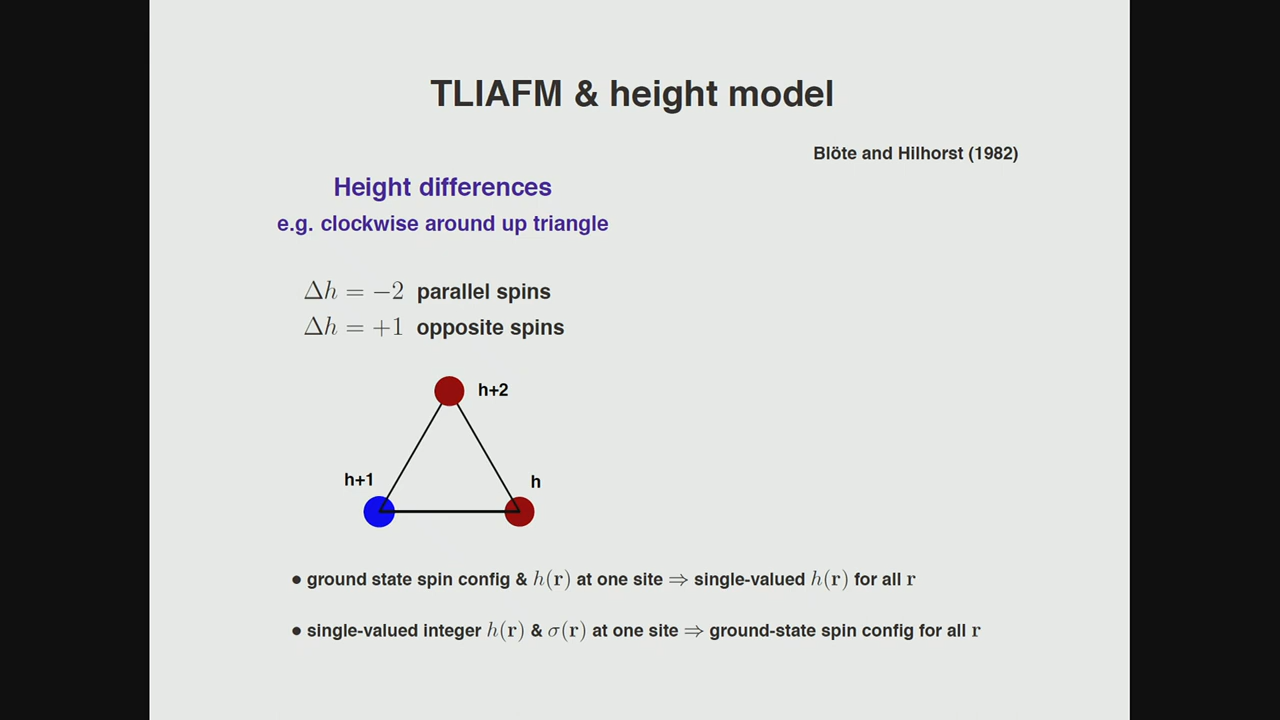 TLIAFM & height model
Blöte and Hilhorst (1982)
Height differences
e.g. clockwise around up triangle
Δh = −2 parallel spins
Δh = +1 opposite spins
h+2
h+1
h
• ground state spin config & h(r) at one site ⇒ single-valued h(r) for all r
• single-valued integer h(r) & σ(r) at one site ⇒ ground-state spin config for all r